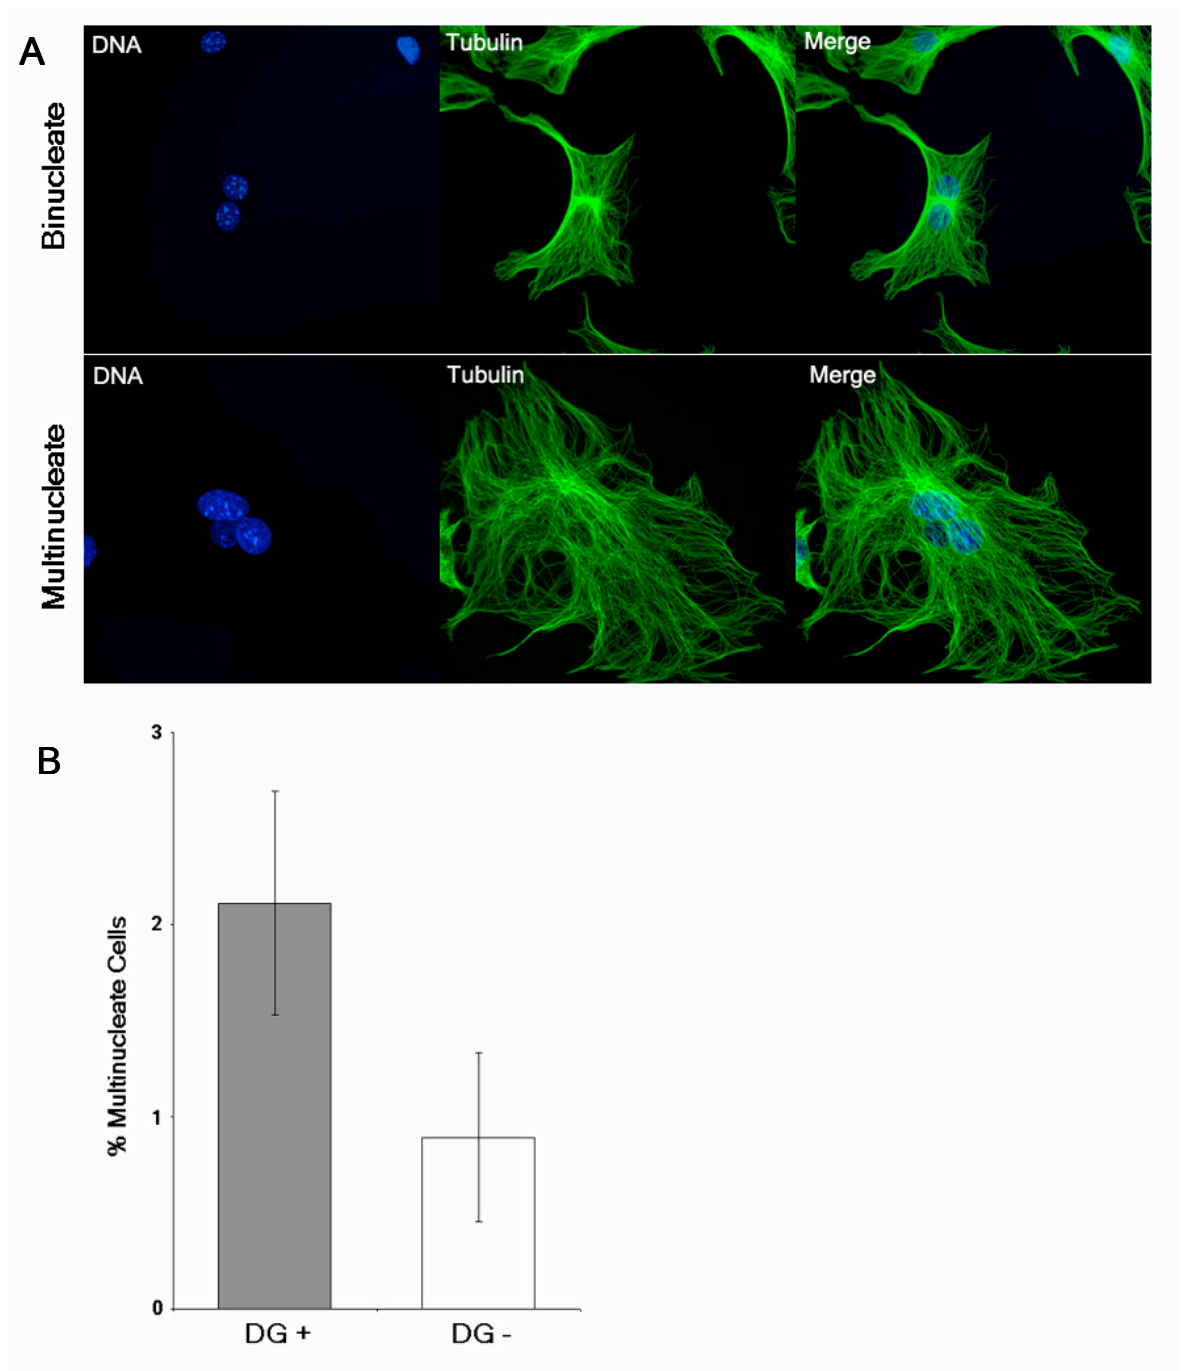 A
Binucleate
DNA
Tubulin
Merge
Multinucleate
DNA
Tubulin
Merge
B
% Multinucleate Cells
3
2
1
0
DG +
DG -